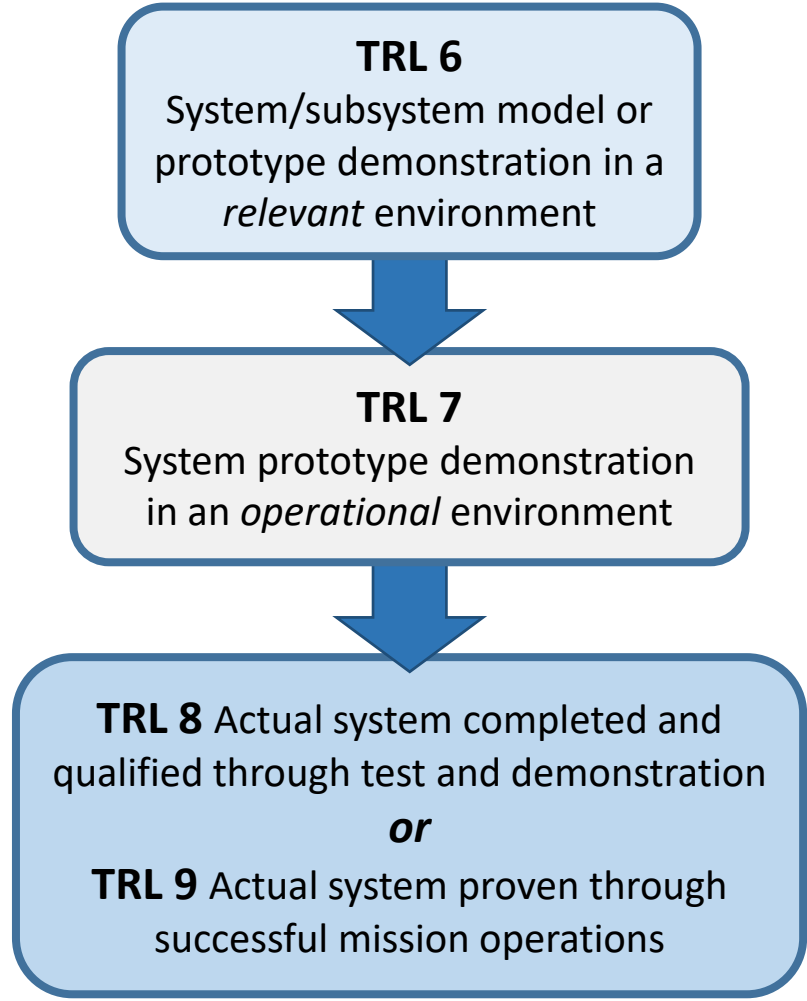 TRL 6
System/subsystem model or
prototype demonstration in a
relevant environment
TRL 7
System prototype demonstration
in an operational environment
TRL 8 Actual system completed and
qualified through test and demonstration
or
TRL 9 Actual system proven through
successful mission operations